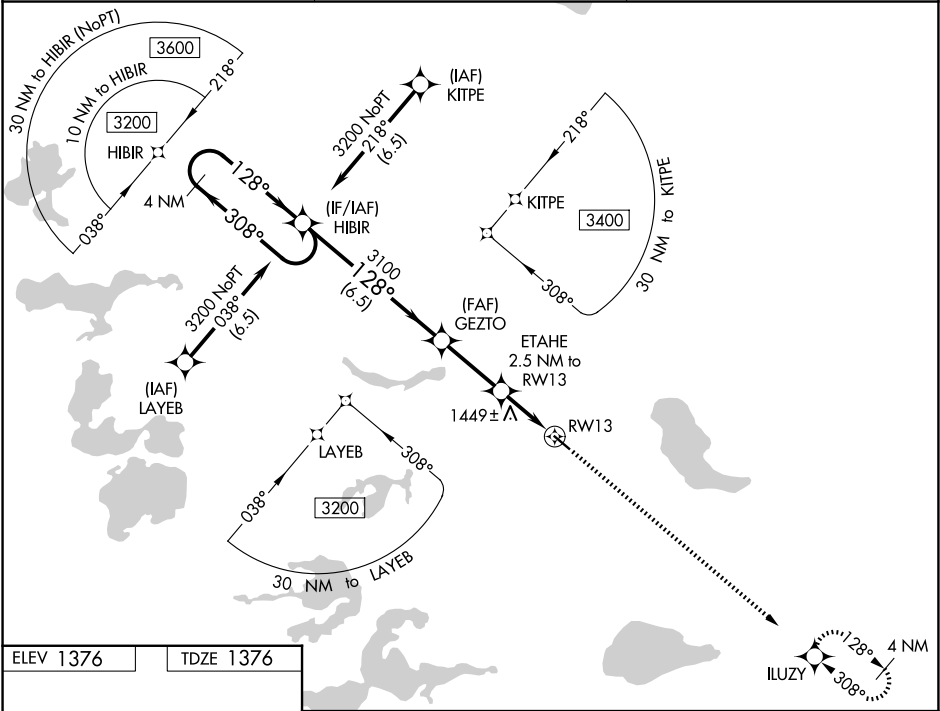 30 NM to HIBIR (NoPT)
3600
10 NM to HIBIR
218°
3200
HIBIR
038°
(IAF)
KITPE
3200 NoPT
218°
(6.5)
128°
4 NM
308°
(IF/IAF)
HIBIR
218°
KITPE
3400
30 NM to KITPE
308°
3100
128°
(6.5)
3200 NoPT
038°
(6.5)
(IAF)
LAYEB
(FAF)
GEZTO
ETAHE
2.5 NM to
RW13
1449±
RW13
LAYEB
308°
038°
3200
30 NM to LAYEB
ELEV 1376
TDZE 1376
ILUZY
128°
4 NM
308°